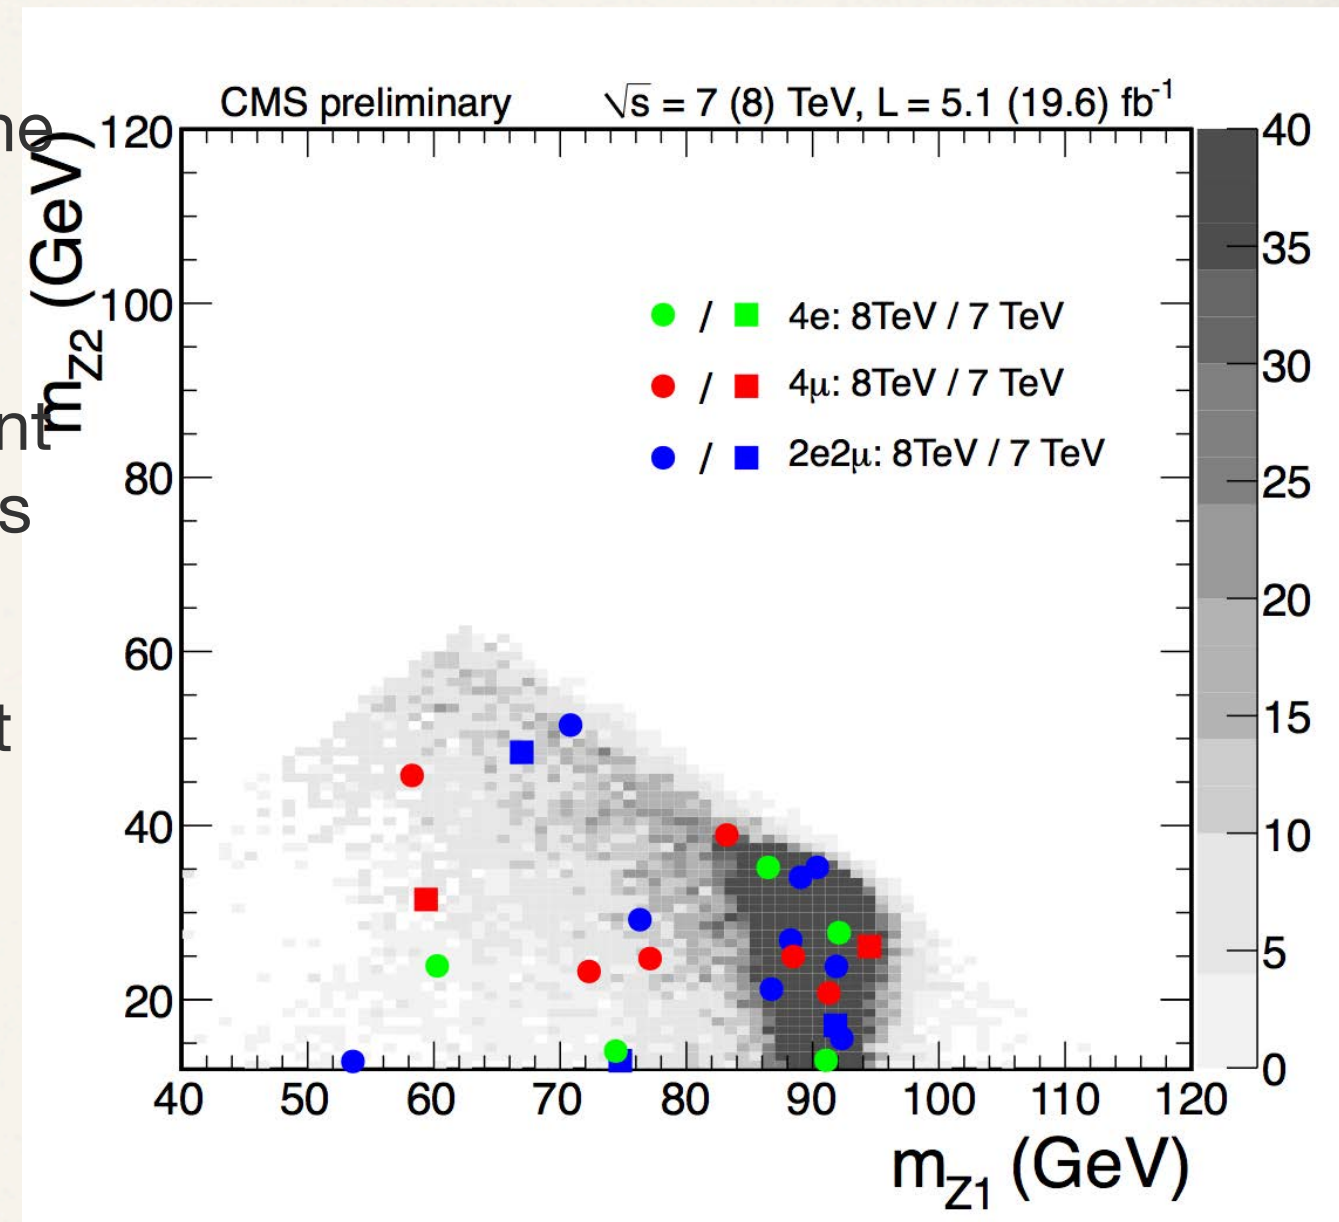 CMS preliminary
√s = 7 (8) TeV, L = 5.1 (19.6) fb-1
mZ2 (GeV)
120
100
80
60
40
20
● / ■ 4e: 8TeV / 7 TeV
● / ■ 4μ: 8TeV / 7 TeV
● / ■ 2e2μ: 8TeV / 7 TeV
40
35
30
25
20
15
10
5
0
40 50 60 70 80 90 100 110 120
mZ1 (GeV)